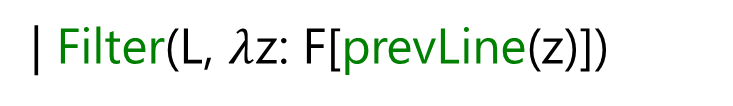 | Filter(L, λz: F[prevLine(z)])